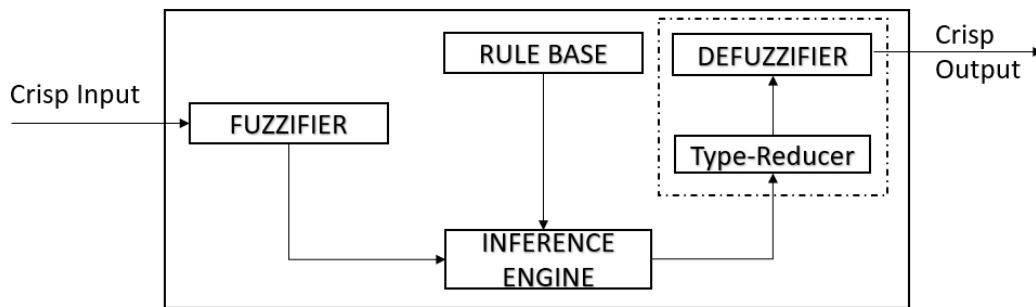 Crisp Input
FUZZIFIER
RULE BASE
INFERENCE
ENGINE
Type-Reducer
DEFUZZIFIER
Crisp
Output